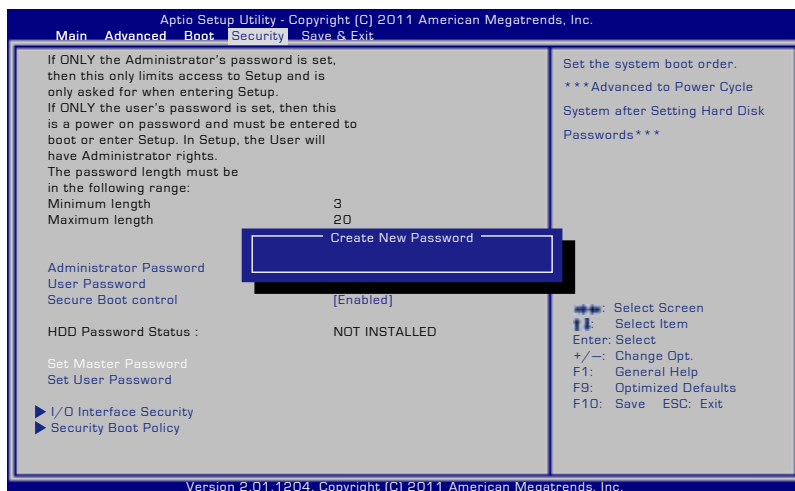 Aptio Setup Utility - Copyright (C) 2011 American Megatrends, Inc.
Main Advanced Boot Security Save & Exit
If ONLY the Administrator's password is set,
then this only limits access to Setup and is
only asked for when entering Setup.
If ONLY the user's password is set, then this
is a power on password and must be entered to
boot or enter Setup. In Setup, the User will
have Administrator rights.
The password length must be
in the following range:
Minimum length 3
Maximum length 20
Create New Password
Administrator Password
User Password
Secure Boot control [Enabled]
HDD Password Status : NOT INSTALLED
Set Master Password
Set User Password
I/O Interface Security
Security Boot Policy
Set the system boot order.
***Advanced to Power Cycle
System after Setting Hard Disk
Passwords***
: Select Screen
: Select Item
Enter: Select
+/—: Change Opt.
F1: General Help
F9: Optimized Defaults
F10: Save ESC: Exit
Version 2.01.1204. Copyright (C) 2011 American Megatrends, Inc.